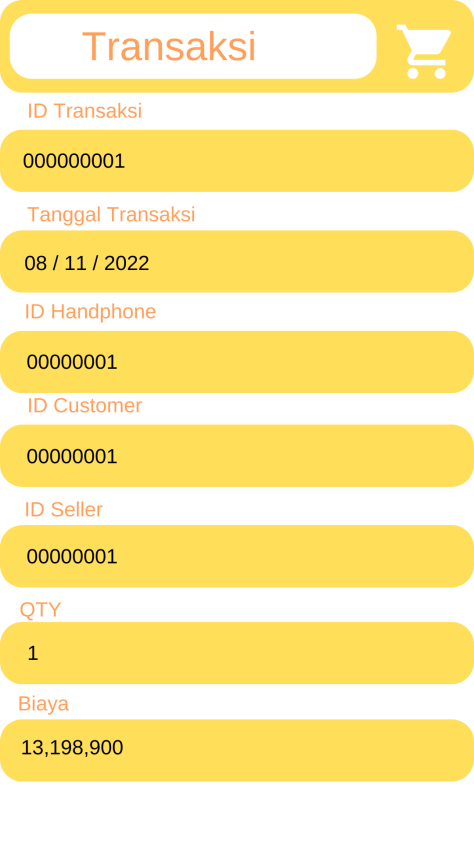 Transaksi
ID Transaksi
000000001
Tanggal Transaksi
08 / 11 / 2022
ID Handphone
00000001
ID Customer
00000001
ID Seller
00000001
QTY
1
Biaya
13,198,900